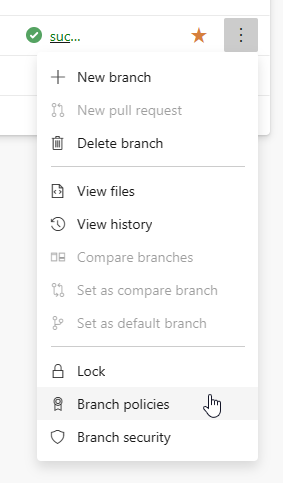 suc...
New branch
New pull request
Delete branch
View files
View history
Compare branches
Set as compare branch
Set as default branch
Lock
Branch policies
Branch security